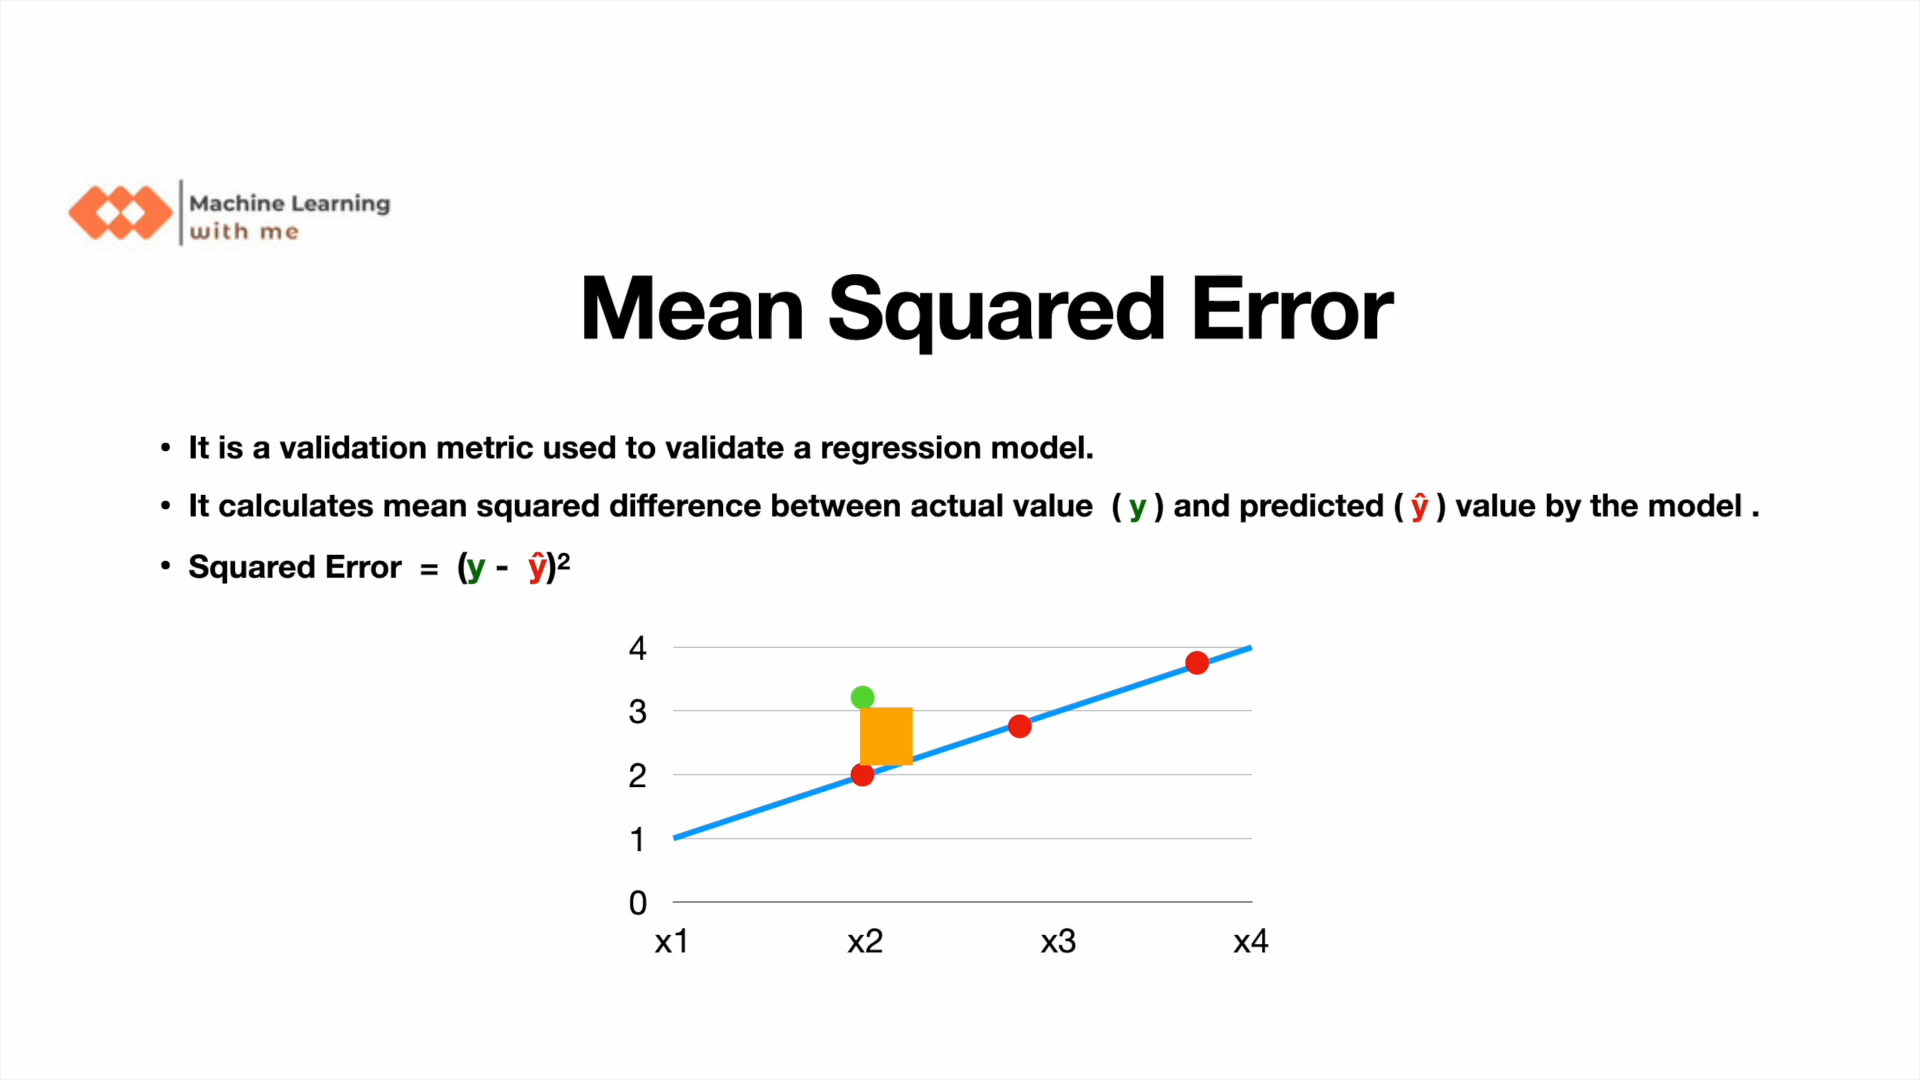 Machine Learning
with me
Mean Squared Error
• It is a validation metric used to validate a regression model.
• It calculates mean squared difference between actual value ( y ) and predicted ( ŷ ) value by the model .
• Squared Error = (y - ŷ)²
4
3
2
1
0
x1 x2 x3 x4